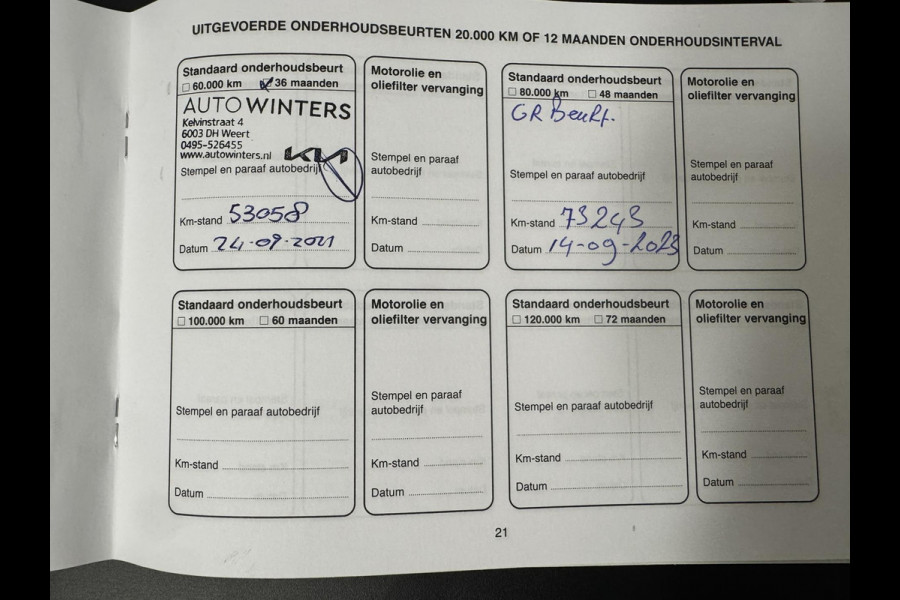 UITGEVOERDE ONDERHOUDSBEURTEN 20.000 KM OF 12 MAANDEN ONDERHOUDSINTERVAL
Standaard onderhoudsbeurt
60.000 km 36 maanden
AUTO WINTERS
Kelvinstraat 4
6003 DH Weert
0495-526455
www.autowinters.nl KIA
Stempel en paraaf autobedrijf
Km-stand 53058
Datum 24-09-2021
Motorolie en
oliefilter vervanging
Stempel en paraaf
autobedrijf
Km-stand
Datum
Standaard onderhoudsbeurt
80.000 km 48 maanden
GR Beurt.
Stempel en paraaf autobedrijf
Km-stand 73243
Datum 14-09-2023
Motorolie en
oliefilter vervanging
Stempel en paraaf
autobedrijf
Km-stand
Datum
Standaard onderhoudsbeurt
100.000 km 60 maanden
Stempel en paraaf autobedrijf
Km-stand
Datum
Motorolie en
oliefilter vervanging
Stempel en paraaf
autobedrijf
Km-stand
Datum
Standaard onderhoudsbeurt
120.000 km 72 maanden
Stempel en paraaf autobedrijf
Km-stand
Datum
Motorolie en
oliefilter vervanging
Stempel en paraaf
autobedrijf
Km-stand
Datum
21